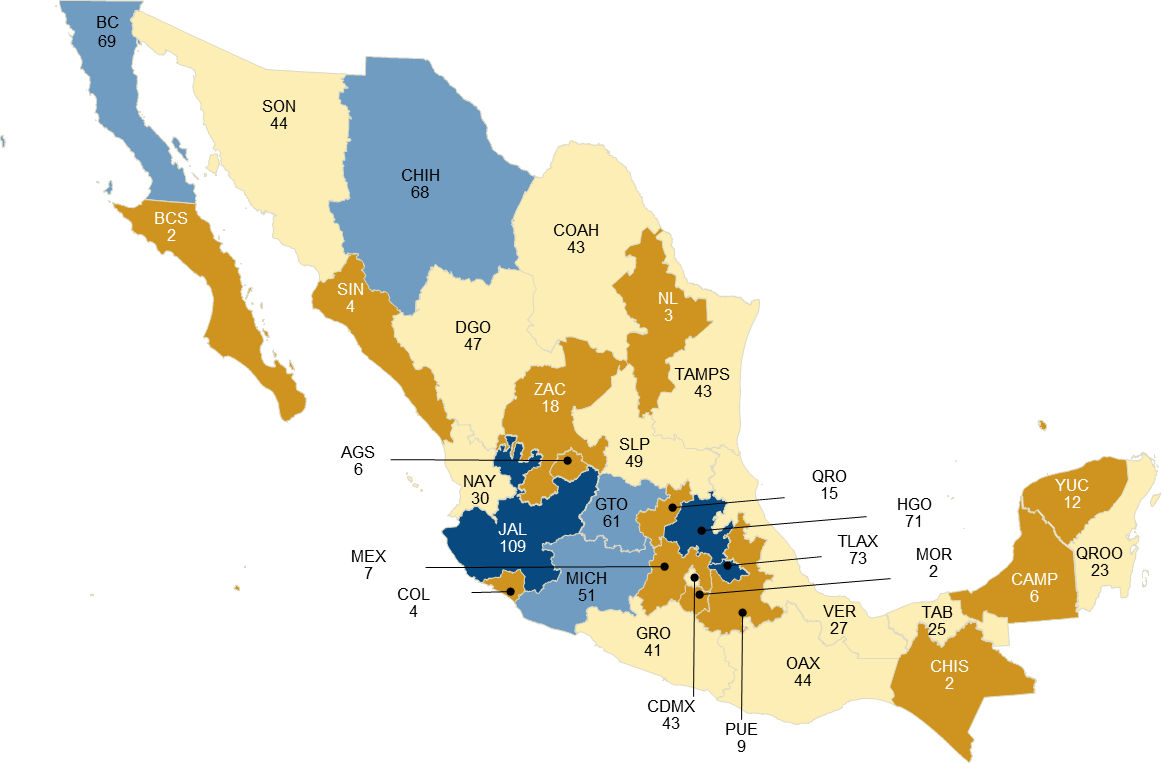 BC
69
SON
44
CHIH
68
BCS
2
COAH
43
SIN
4
NL
3
DGO
47
TAMPS
43
ZAC
18
SLP
49
AGS
6
NAY
30
GTO
61
QRO
15
HGO
71
JAL
109
TLAX
73
MEX
7
MOR
2
MICH
51
COL
4
YUC
12
QROO
23
CAMP
6
VER
27
TAB
25
GRO
41
OAX
44
CHIS
2
CDMX
43
PUE
9